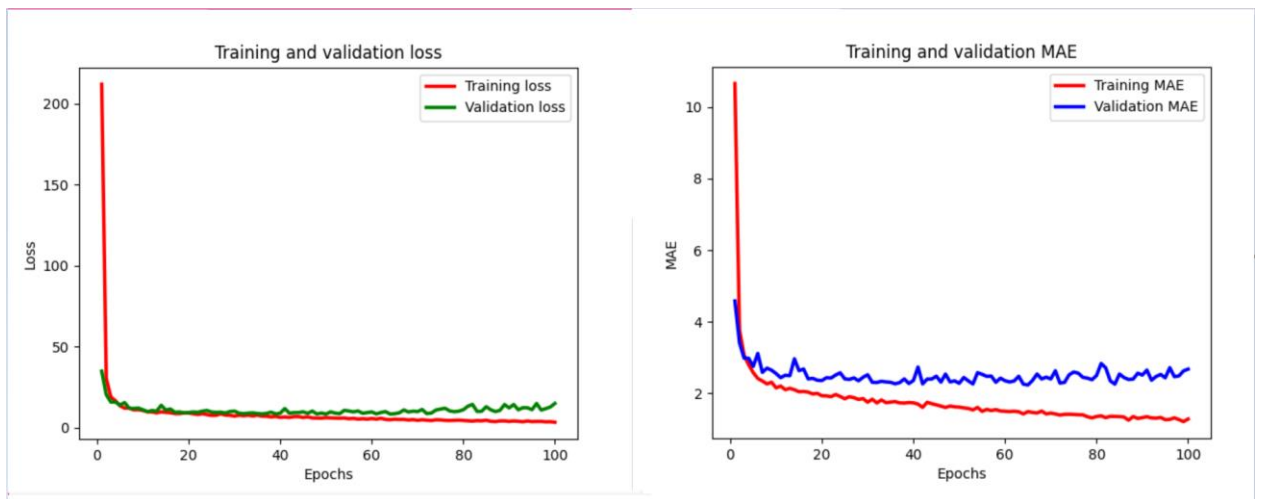 Training and validation loss
Training loss
Validation loss
200
150
100
50
0
Loss
0 20 40 60 80 100
Epochs
Training and validation MAE
Training MAE
Validation MAE
10
8
6
4
2
MAE
0 20 40 60 80 100
Epochs